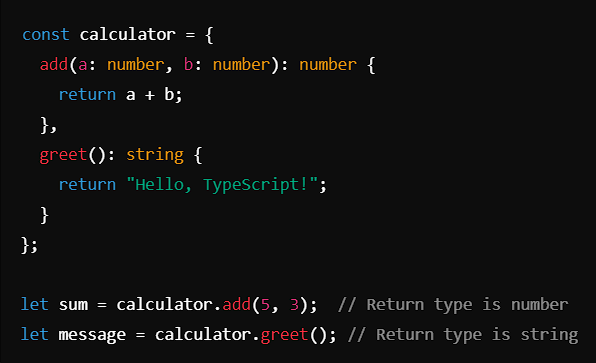 const calculator = {
  add(a: number, b: number): number {
    return a + b;
  },
  greet(): string {
    return "Hello, TypeScript!";
  }
};

let sum = calculator.add(5, 3);  // Return type is number
let message = calculator.greet(); // Return type is string